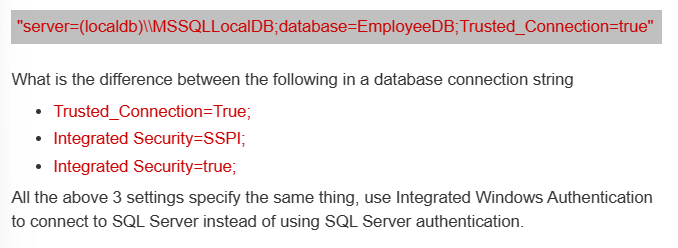 "server=(localdb)\\MSSQLLocalDB;database=EmployeeDB;Trusted_Connection=true"
What is the difference between the following in a database connection string
• Trusted_Connection=True;
• Integrated Security=SSPI;
• Integrated Security=true;
All the above 3 settings specify the same thing, use Integrated Windows Authentication
to connect to SQL Server instead of using SQL Server authentication.